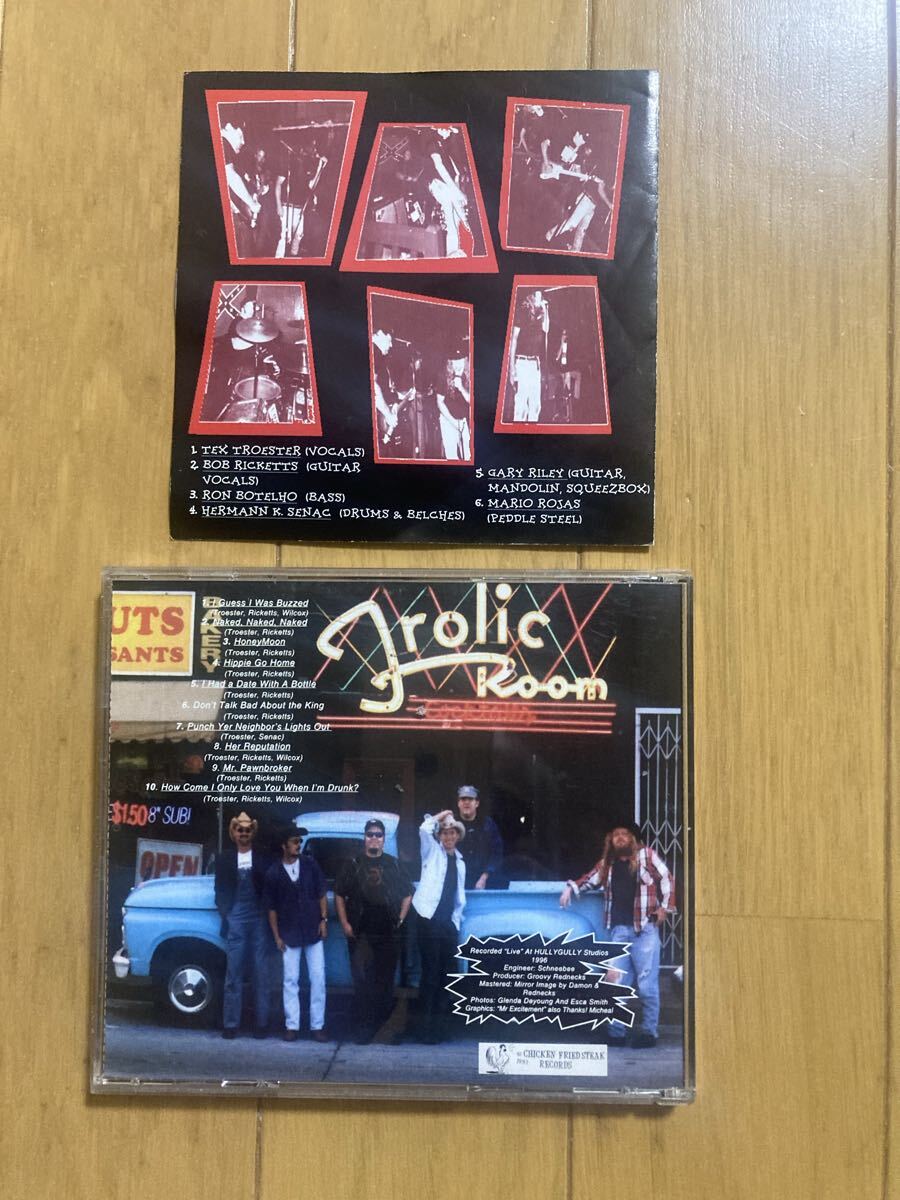 1. TEX TROESTER (VOCALS)
2. BOB RICKETTS (GUITAR
VOCALS)
3. RON BOTELHO (BASS)
4. HERMANN K. SENAC (DRUMS & BELCHES)
5. GARY RILEY (GUITAR,
MANDOLIN, SQUEEZBOX)
6. MARIO ROJAS
(PEDDLE STEEL)
UTS
SANTS
BAKERY
Frolic
Room
1. I Guess I Was Buzzed
(Troester, Ricketts, Wilcox)
2. Naked, Naked, Naked
(Troester, Ricketts)
3. HoneyMoon
(Troester, Ricketts)
4. Hippie Go Home
(Troester, Ricketts)
5. I Had a Date With A Bottle
(Troester, Ricketts)
6. Don't Talk Bad About the King
(Troester, Ricketts)
7. Punch Yer Neighbor's Lights Out
(Troester, Senac)
8. Her Reputation
(Troester, Ricketts, Wilcox)
9. Mr. Pawnbroker
(Troester, Ricketts)
10. How Come I Only Love You When I'm Drunk?
(Troester, Ricketts, Wilcox)
$1.50 8" SUB!
OPEN
Recorded "Live" At HULLYGULLY Studios
1996
Engineer: Schneebee
Producer: Groovy Rednecks
Mastered: Mirror Image by Damon &
Rednecks
Photos: Glenda Deyoung And Esca Smith
Graphics: "Mr Excitement" also Thanks! Micheal
CHICKEN FRIED STEAK
RECORDS